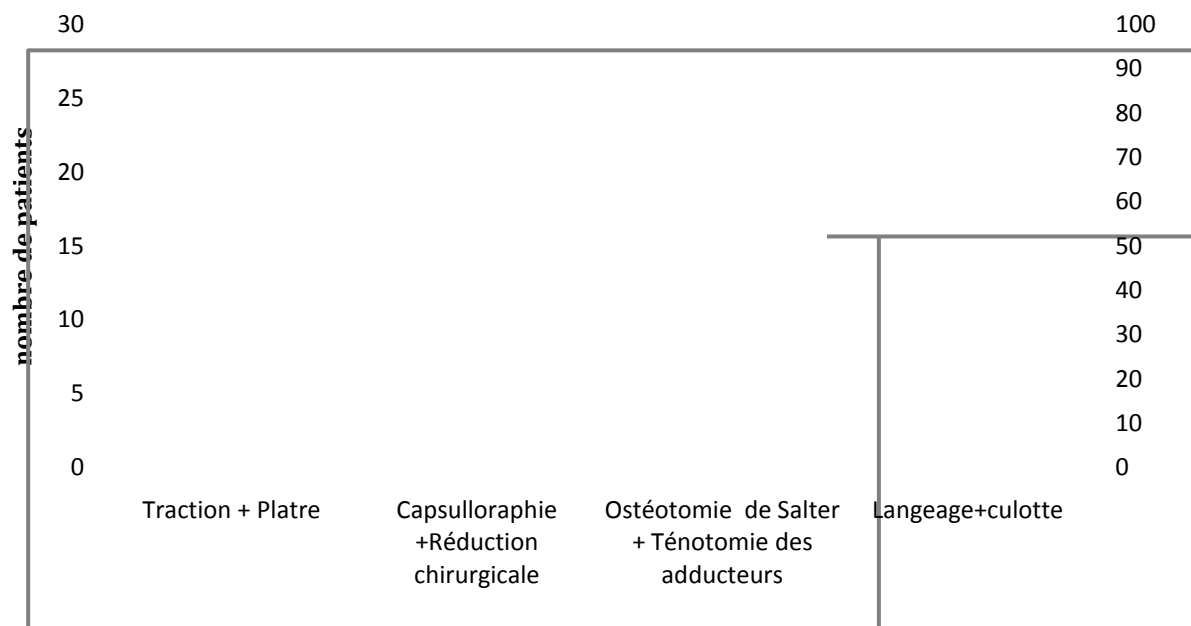 30
25
20
15
10
5
0
nombre de patients
100
90
80
70
60
50
40
30
20
10
0
Traction + Platre
Capsulloraphie
+Réduction
chirurgicale
Ostéotomie de Salter
+ Ténotomie des
adducteurs
Langeage+culotte